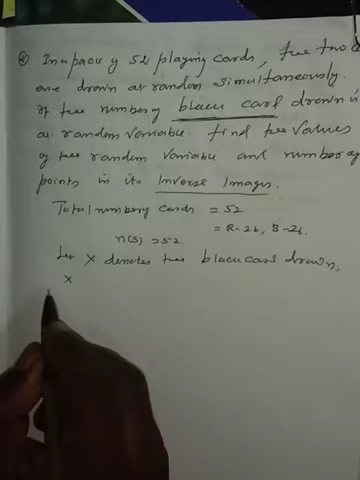 In a pack of 52 playing cards, the two c
are drawn at random simultaneously.
If the number of black card drawn is
a random variable. find the values
of the random variable and number of
points in its Inverse Images.
Total number of cards = 52
= R-26, B-26.
n(S) = 52
Let X denotes the black card drawn,
X